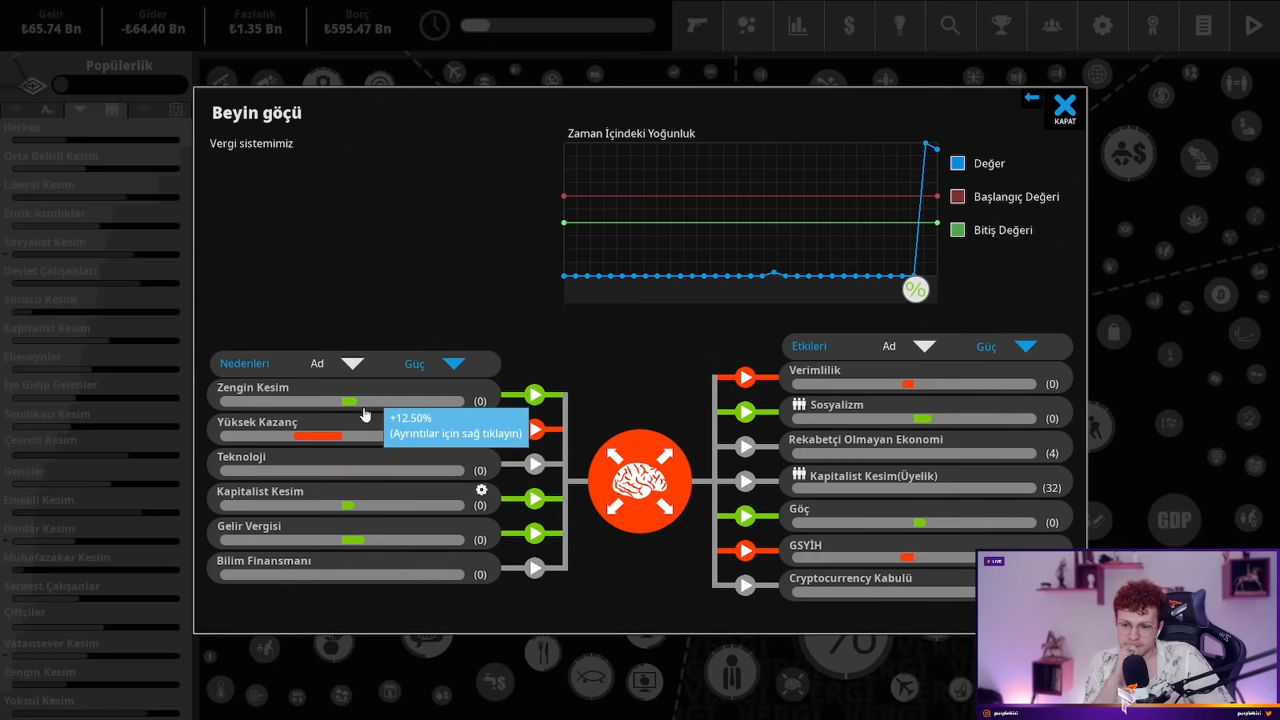 Gelir
₺65.74 Bn
Gider
-₺64.40 Bn
Fazlalık
₺1.35 Bn
Borç
₺595.47 Bn
Popülerlik
Herkes
Orta Gelirli Kesim
Liberal Kesim
Etnik Azınlıklar
Sosyalist Kesim
Devlet Çalışanları
Sürücü Kesim
Kapitalist Kesim
Ebeveynler
İşe Gidip Gelenler
Sendikacı Kesim
Çevreci Kesim
Gençler
Emekli Kesim
Dindar Kesim
Muhafazakar Kesim
Serbest Çalışanlar
Çiftçiler
Vatansever Kesim
Zengin Kesim
Yoksul Kesim
Beyin göçü
KAPAT
Vergi sistemimiz
Zaman İçindeki Yoğunluk
Değer
Başlangıç Değeri
Bitiş Değeri
%
Nedenleri Ad Güç
Zengin Kesim
(0)
+12.50%
(Ayrıntılar için sağ tıklayın)
Yüksek Kazanç
Teknoloji
(0)
Kapitalist Kesim
(0)
Gelir Vergisi
(0)
Bilim Finansmanı
(0)
Etkileri Ad Güç
Verimlilik
(0)
Sosyalizm
(0)
Rekabetçi Olmayan Ekonomi
(4)
Kapitalist Kesim(Üyelik)
(32)
Göç
(0)
GSYİH
Cryptocurrency Kabulü
GDP
LIVE